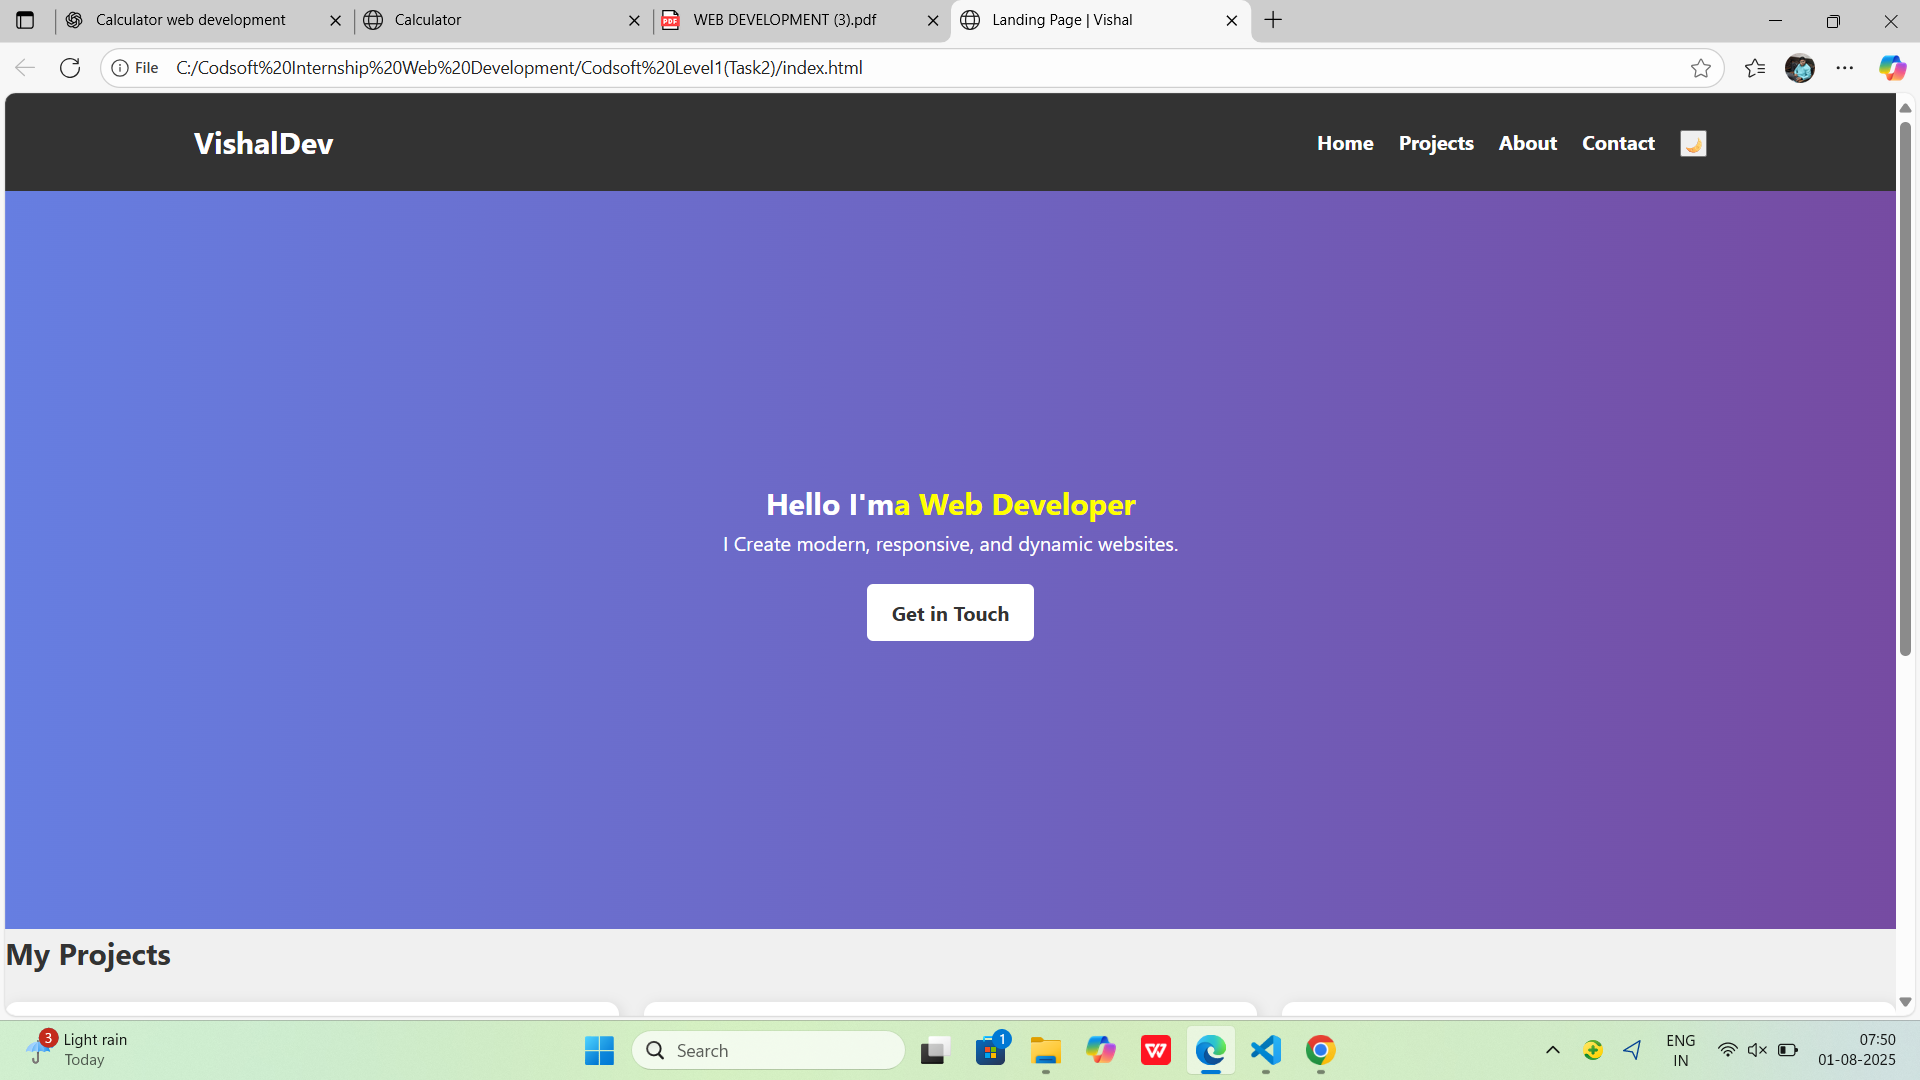 Calculator web development
Calculator
WEB DEVELOPMENT (3).pdf
Landing Page | Vishal
File
C:/Codsoft%20Internship%20Web%20Development/Codsoft%20Level1(Task2)/index.html
VishalDev
Home
Projects
About
Contact
Hello I'ma Web Developer
I Create modern, responsive, and dynamic websites.
Get in Touch
My Projects
3
Light rain
Today
Search
1
ENG
IN
07:50
01-08-2025